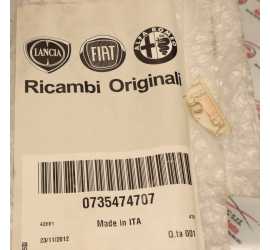 LANCIA FIAT ALFA ROMEO
Ricambi Originali
0735474707
Made in ITA
23/11/2012
Q.ta 001